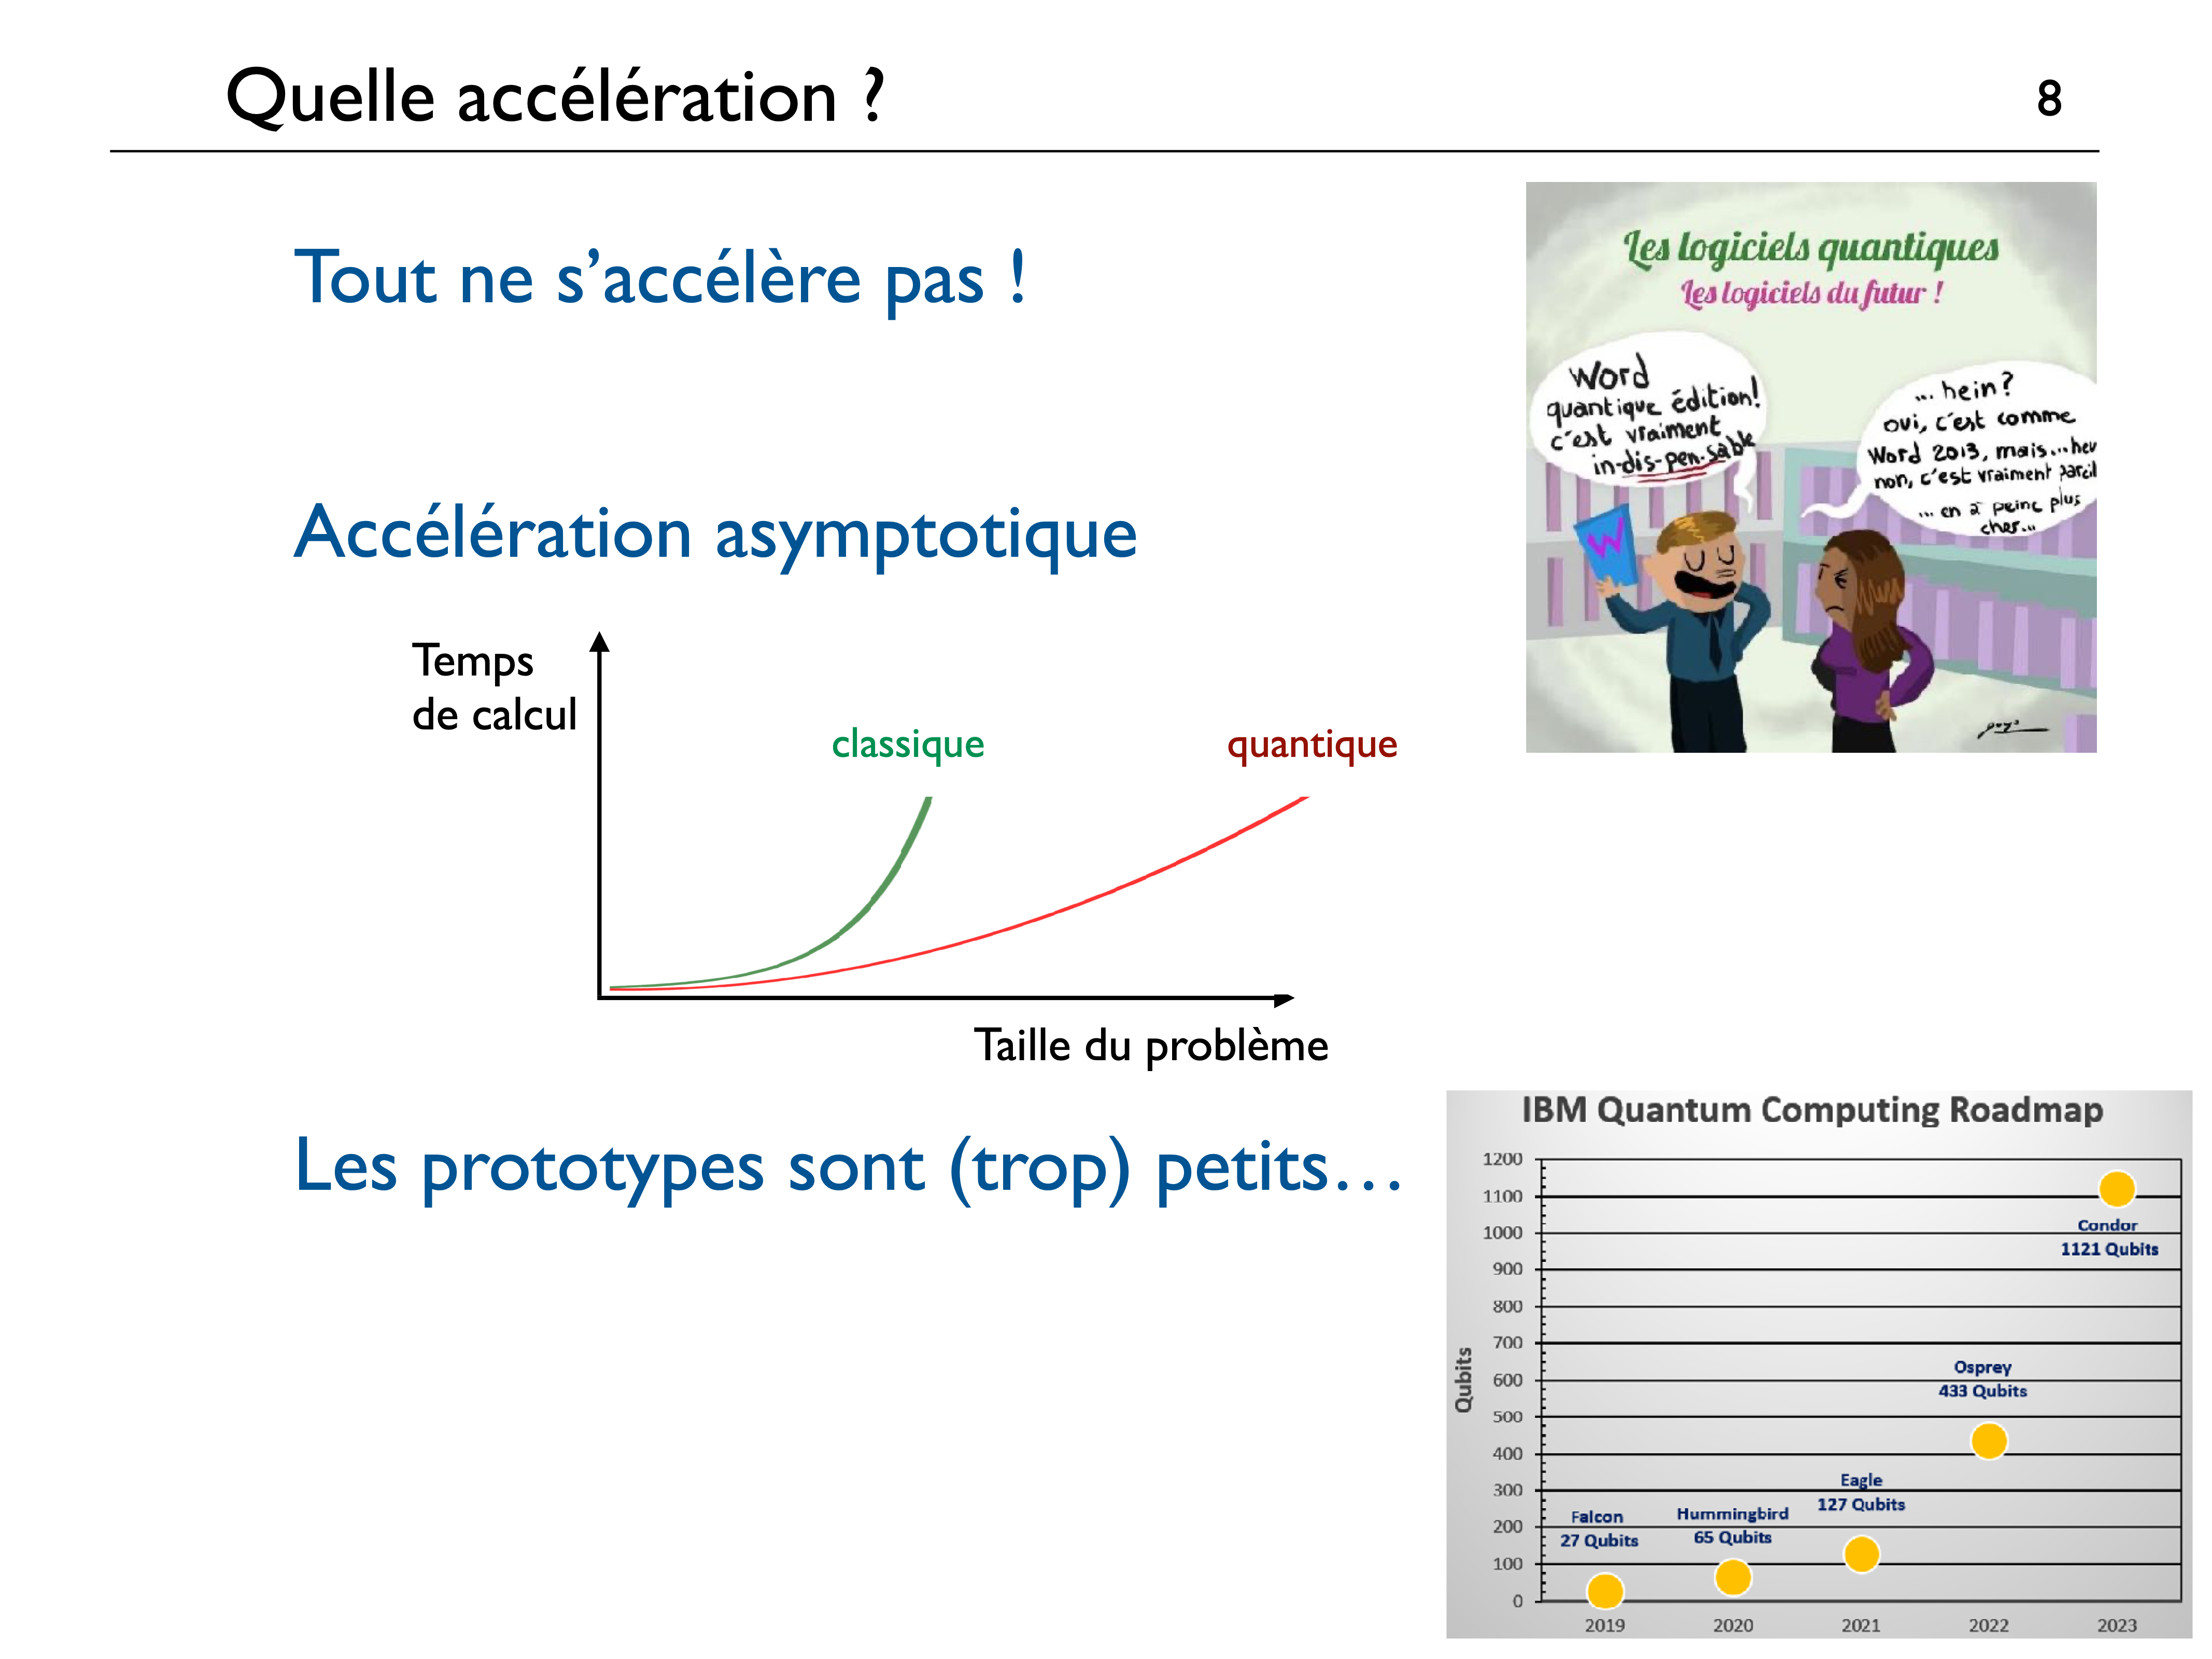 Quelle accélération ?
8
Tout ne s’accélère pas !
Les logiciels quantiques
Les logiciels du futur !
Word
quantique édition!
c'est vraiment
in-dis-pen-sable
... hein?
oui, c'est comme
Word 2013, mais...heu
non, c'est vraiment pareil
... en à peine plus
cher...
Accélération asymptotique
Temps
de calcul
classique
quantique
Taille du problème
Les prototypes sont (trop) petits…
IBM Quantum Computing Roadmap
1200
1100
1000
900
800
700
600
500
400
300
200
100
0
Qubits
Condor
1121 Qubits
Osprey
433 Qubits
Eagle
127 Qubits
Hummingbird
65 Qubits
Falcon
27 Qubits
2019
2020
2021
2022
2023